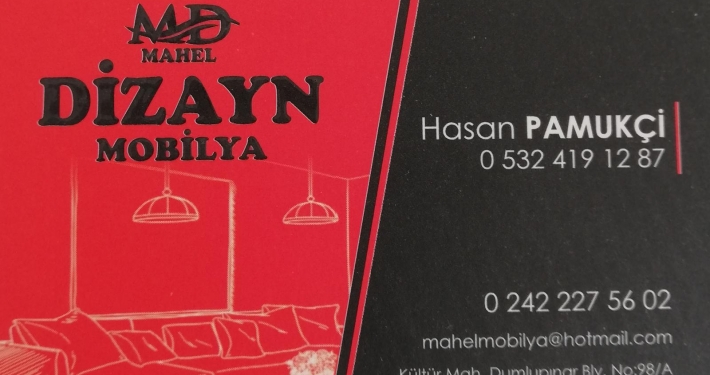 MD
MAHEL
DİZAYN
MOBİLYA
Hasan PAMUKÇİ
0 532 419 12 87
0 242 227 56 02
mahelmobilya@hotmail.com
Kültür Mah. Dumlupınar Blv. No:98/A